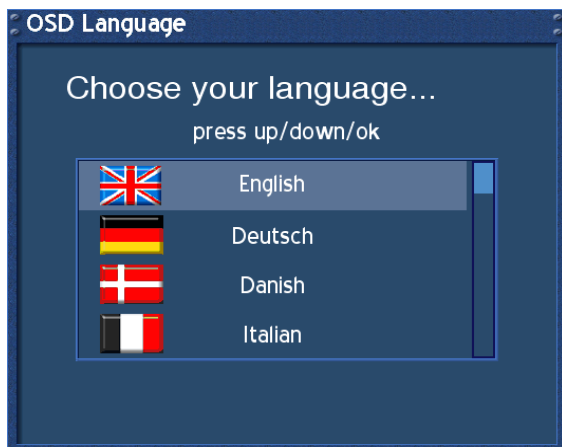 OSD Language
Choose your language...
press up/down/ok
English
Deutsch
Danish
Italian